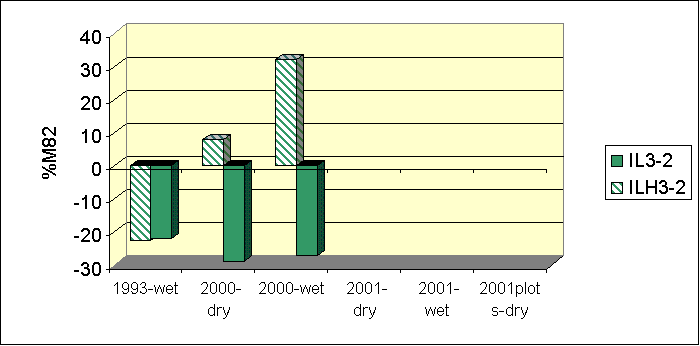 40
30
20
10
0
-10
-20
-30
%M82
1993-wet
2000-
dry
2000-wet
2001-
dry
2001-
wet
2001plot
s-dry
IL3-2
ILH3-2